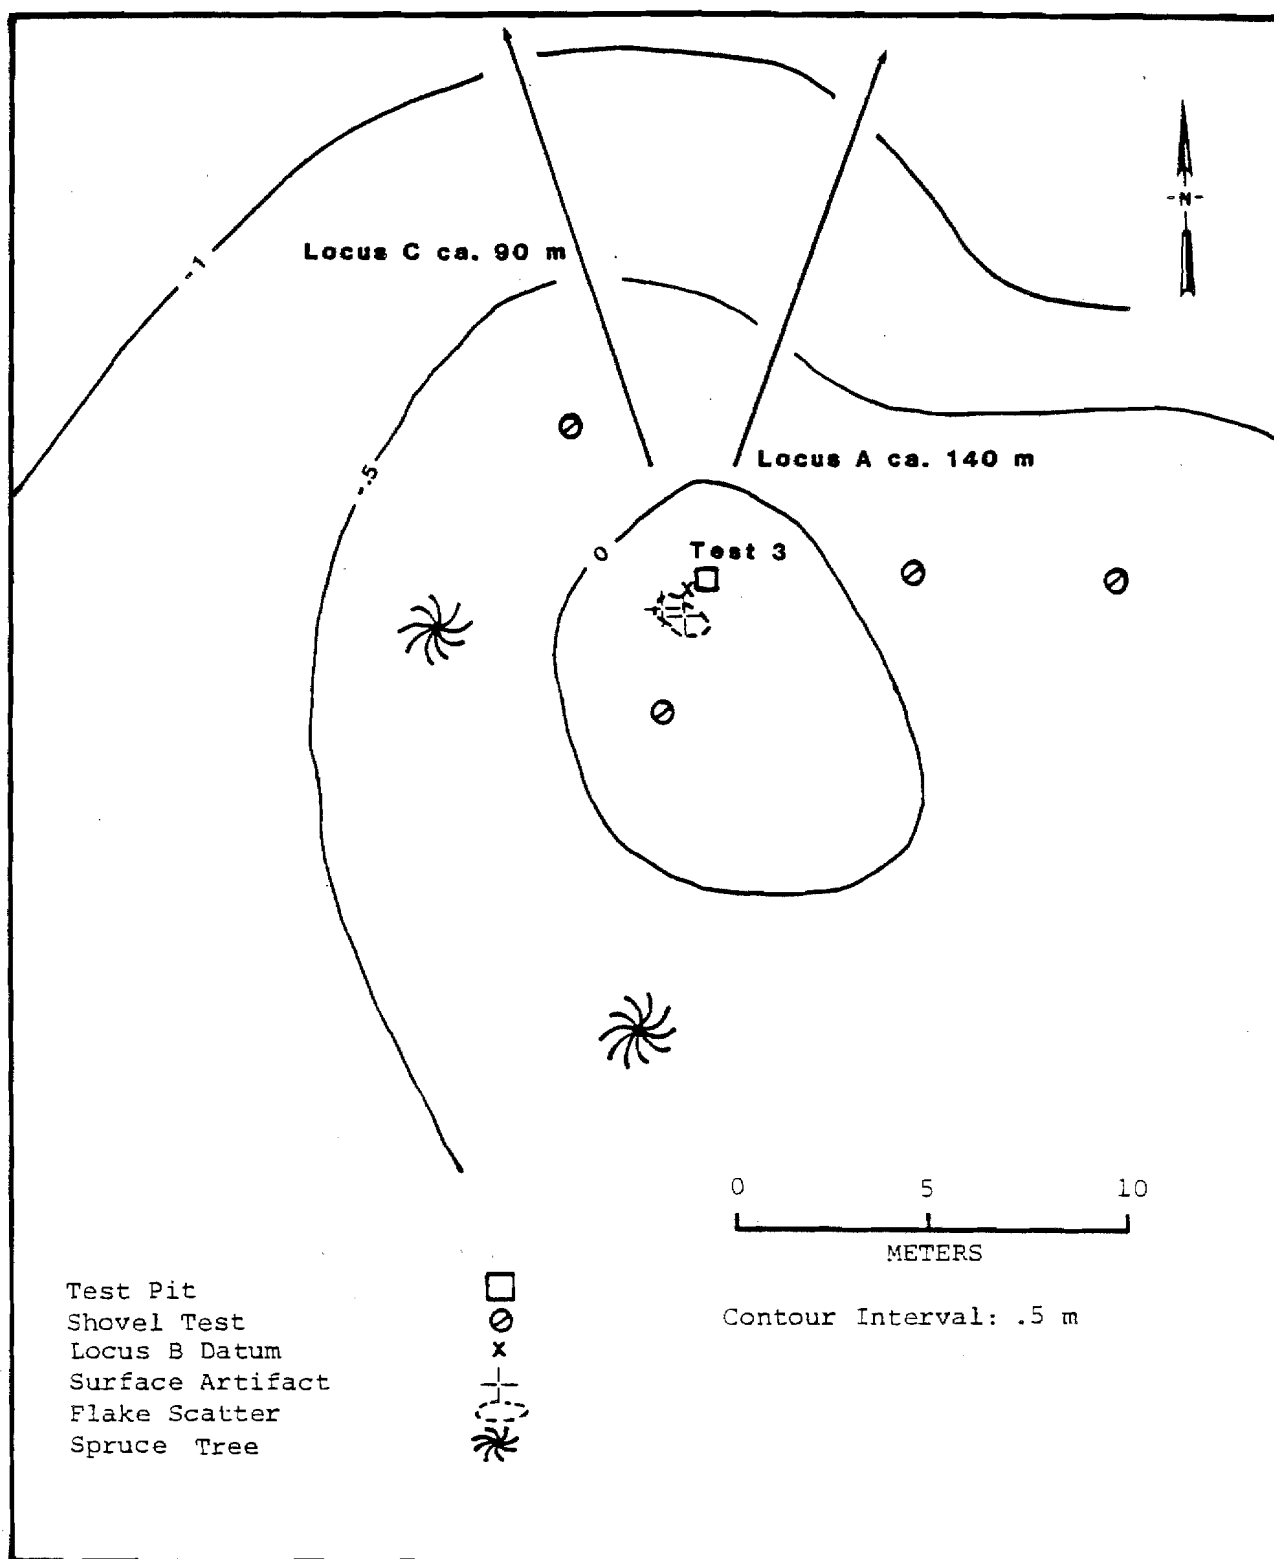 -N-
Locus C ca. 90 m
-1
Locus A ca. 140 m
-.5
0
Test 3
x
0 5 10
METERS
Test Pit
Shovel Test
Locus B Datum x
Surface Artifact
Flake Scatter
Spruce Tree
Contour Interval: .5 m